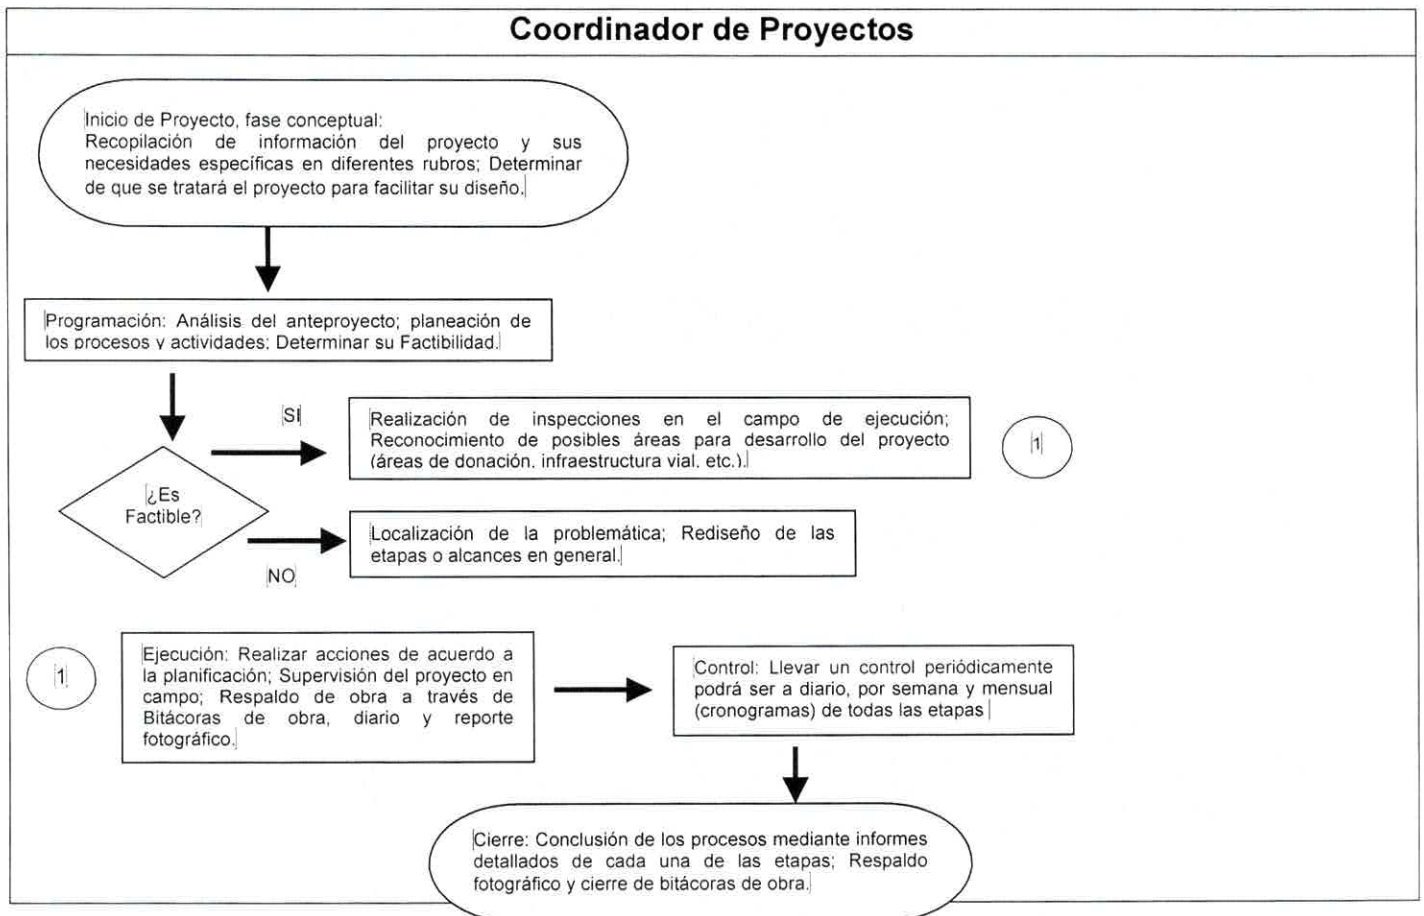 Coordinador de Proyectos
Inicio de Proyecto, fase conceptual:
Recopilación de información del proyecto y sus
necesidades específicas en diferentes rubros; Determinar
de que se tratará el proyecto para facilitar su diseño.
Programación: Análisis del anteproyecto; planeación de
los procesos y actividades; Determinar su Factibilidad.
SI
Realización de inspecciones en el campo de ejecución;
Reconocimiento de posibles áreas para desarrollo del proyecto
(áreas de donación, infraestructura vial, etc.).
1
¿Es
Factible?
Localización de la problemática; Rediseño de las
etapas o alcances en general.
NO
1
Ejecución: Realizar acciones de acuerdo a
la planificación; Supervisión del proyecto en
campo; Respaldo de obra a través de
Bitácoras de obra, diario y reporte
fotográfico.
Control: Llevar un control periódicamente
podrá ser a diario, por semana y mensual
(cronogramas) de todas las etapas
Cierre: Conclusión de los procesos mediante informes
detallados de cada una de las etapas; Respaldo
fotográfico y cierre de bitácoras de obra.